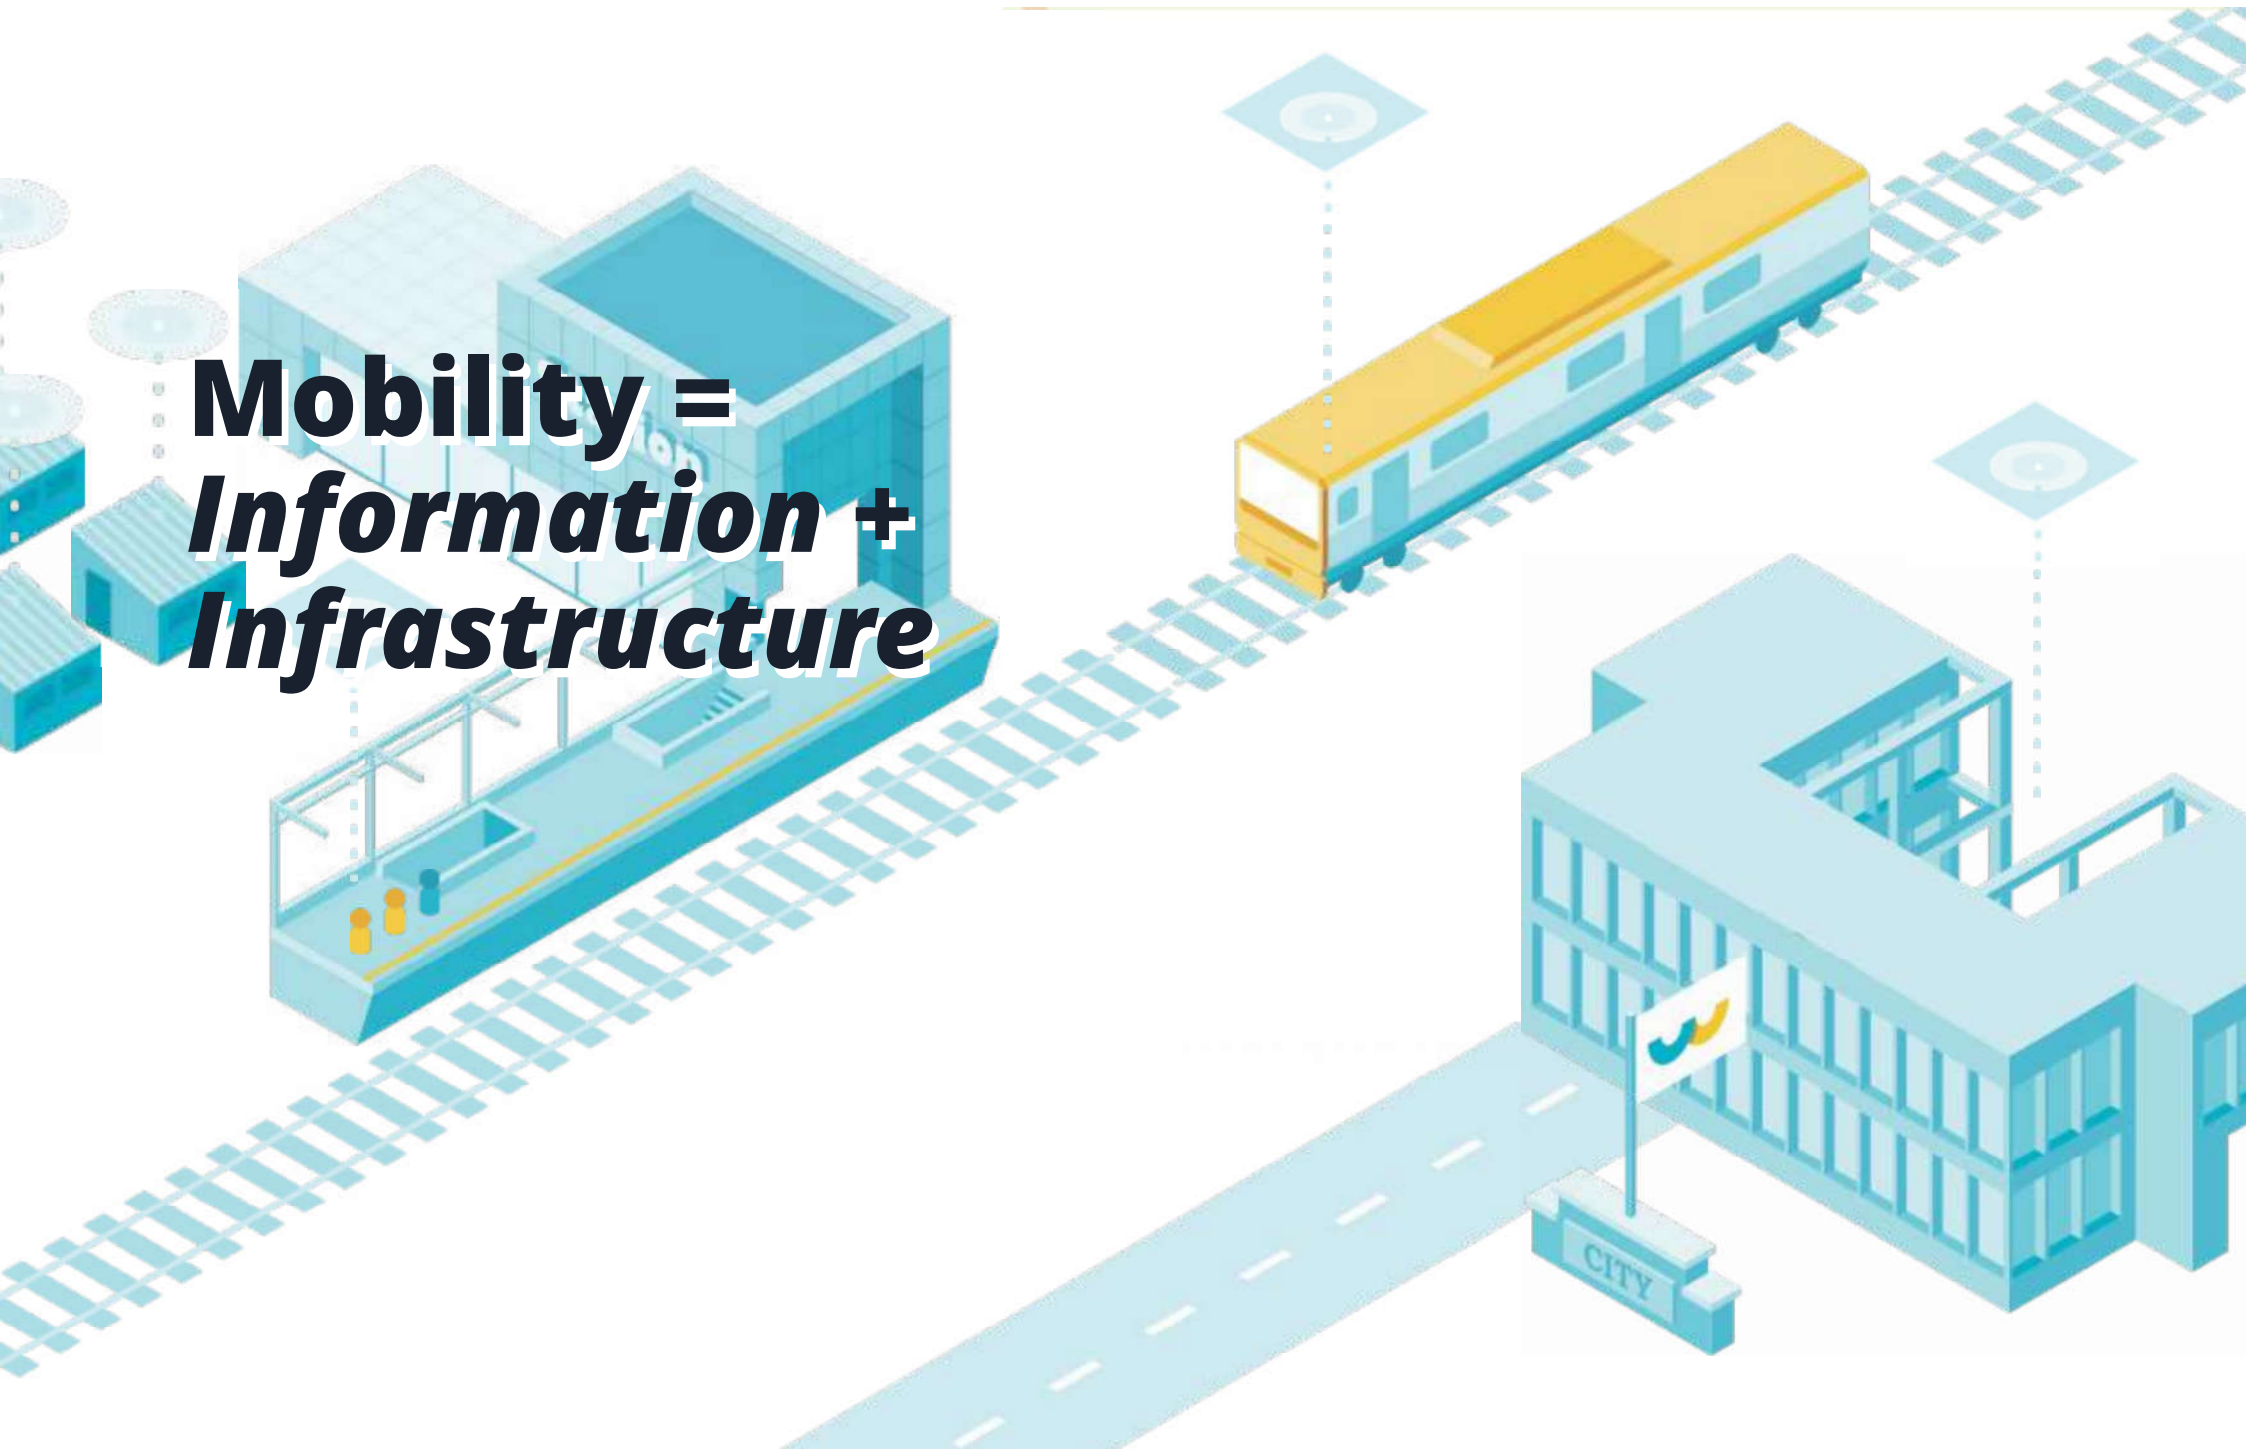 Mobility =
Information +
Infrastructure
CITY